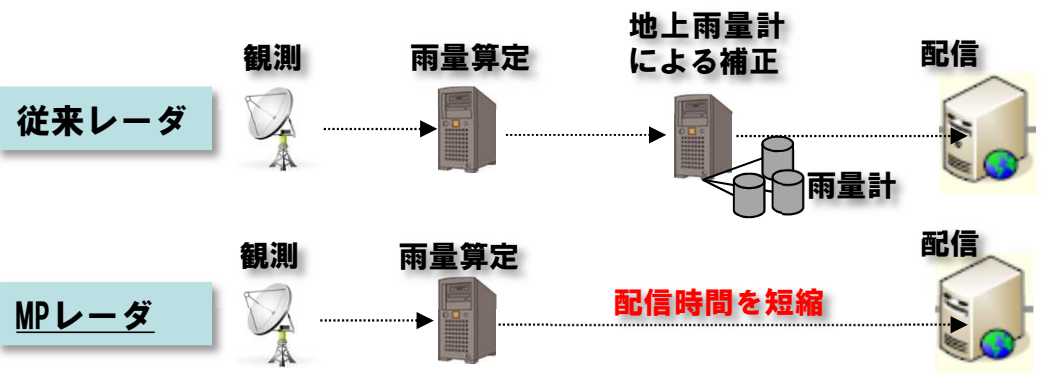 従来レーダ
観測
雨量算定
地上雨量計
による補正
配信
雨量計
MPレーダ
観測
雨量算定
配信時間を短縮
配信